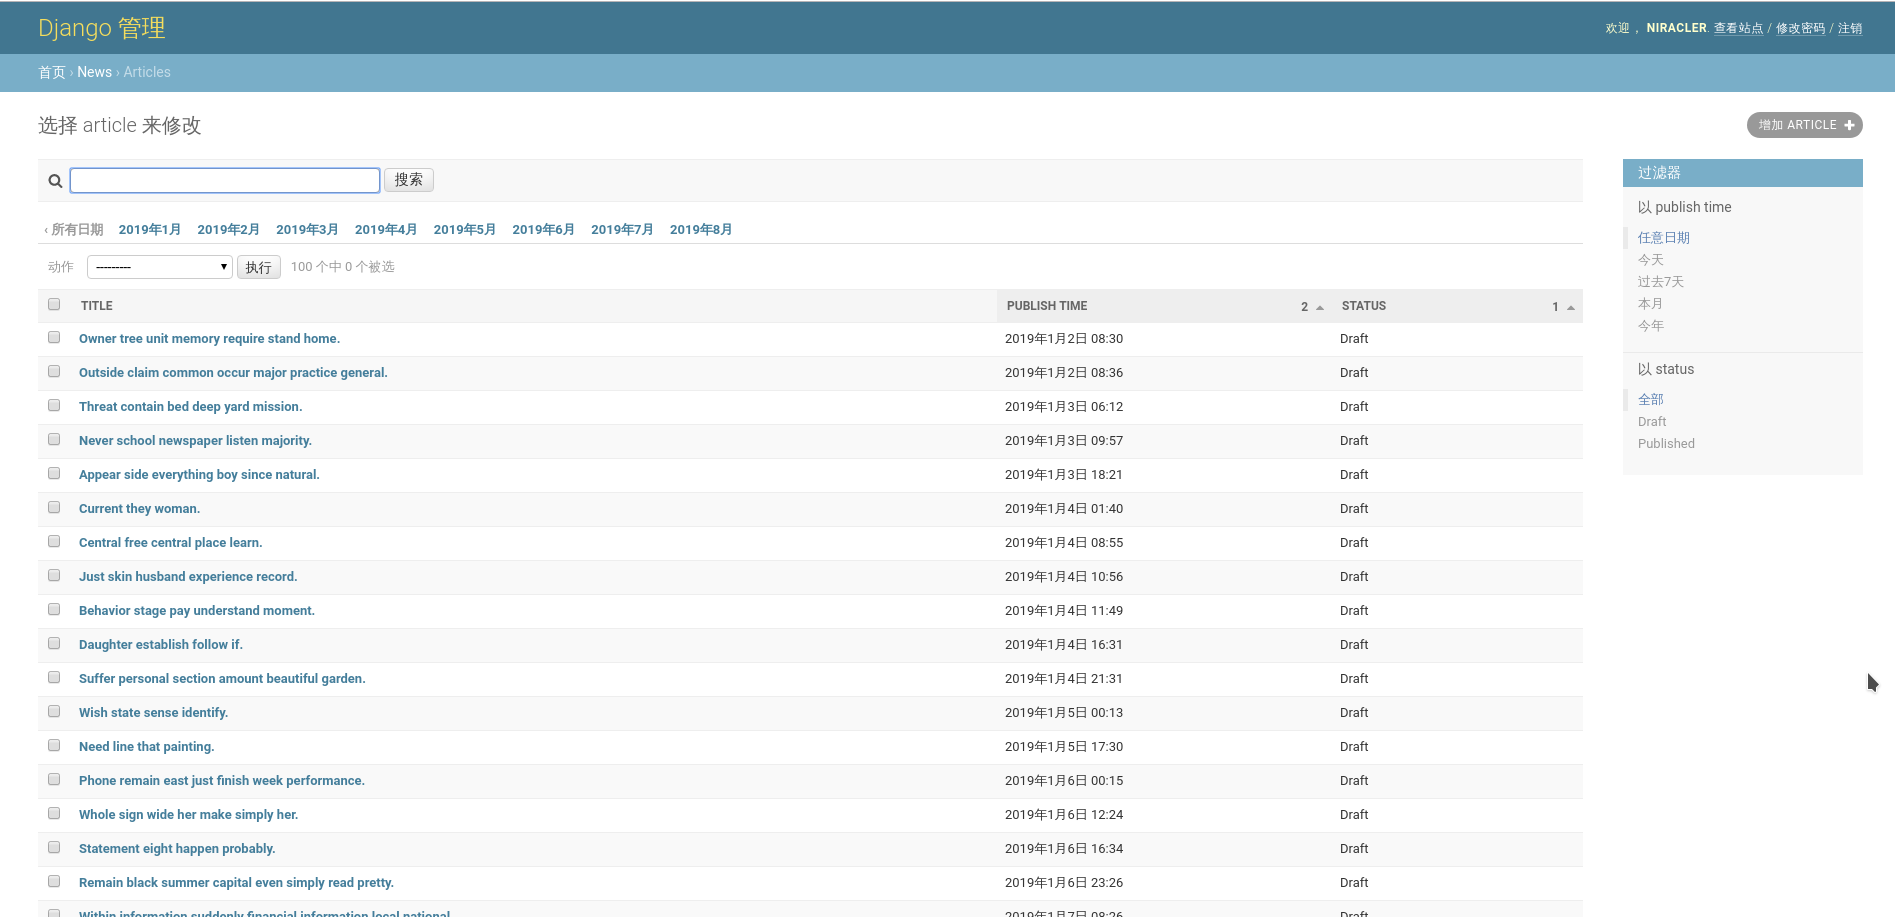 Django 管理
欢迎， NIRACLER. 查看站点 / 修改密码 / 注销
首页 › News › Articles
选择 article 来修改
增加 ARTICLE
搜索
‹ 所有日期 2019年1月 2019年2月 2019年3月 2019年4月 2019年5月 2019年6月 2019年7月 2019年8月
动作 --------- 执行 100 个中 0 个被选
TITLE PUBLISH TIME 2 STATUS 1
Owner tree unit memory require stand home. 2019年1月2日 08:30 Draft
Outside claim common occur major practice general. 2019年1月2日 08:36 Draft
Threat contain bed deep yard mission. 2019年1月3日 06:12 Draft
Never school newspaper listen majority. 2019年1月3日 09:57 Draft
Appear side everything boy since natural. 2019年1月3日 18:21 Draft
Current they woman. 2019年1月4日 01:40 Draft
Central free central place learn. 2019年1月4日 08:55 Draft
Just skin husband experience record. 2019年1月4日 10:56 Draft
Behavior stage pay understand moment. 2019年1月4日 11:49 Draft
Daughter establish follow if. 2019年1月4日 16:31 Draft
Suffer personal section amount beautiful garden. 2019年1月4日 21:31 Draft
Wish state sense identify. 2019年1月5日 00:13 Draft
Need line that painting. 2019年1月5日 17:30 Draft
Phone remain east just finish week performance. 2019年1月6日 00:15 Draft
Whole sign wide her make simply her. 2019年1月6日 12:24 Draft
Statement eight happen probably. 2019年1月6日 16:34 Draft
Remain black summer capital even simply read pretty. 2019年1月6日 23:26 Draft
Within information suddenly financial information local national. 2019年1月7日 08:26 Draft
过滤器
以 publish time
任意日期
今天
过去7天
本月
今年
以 status
全部
Draft
Published